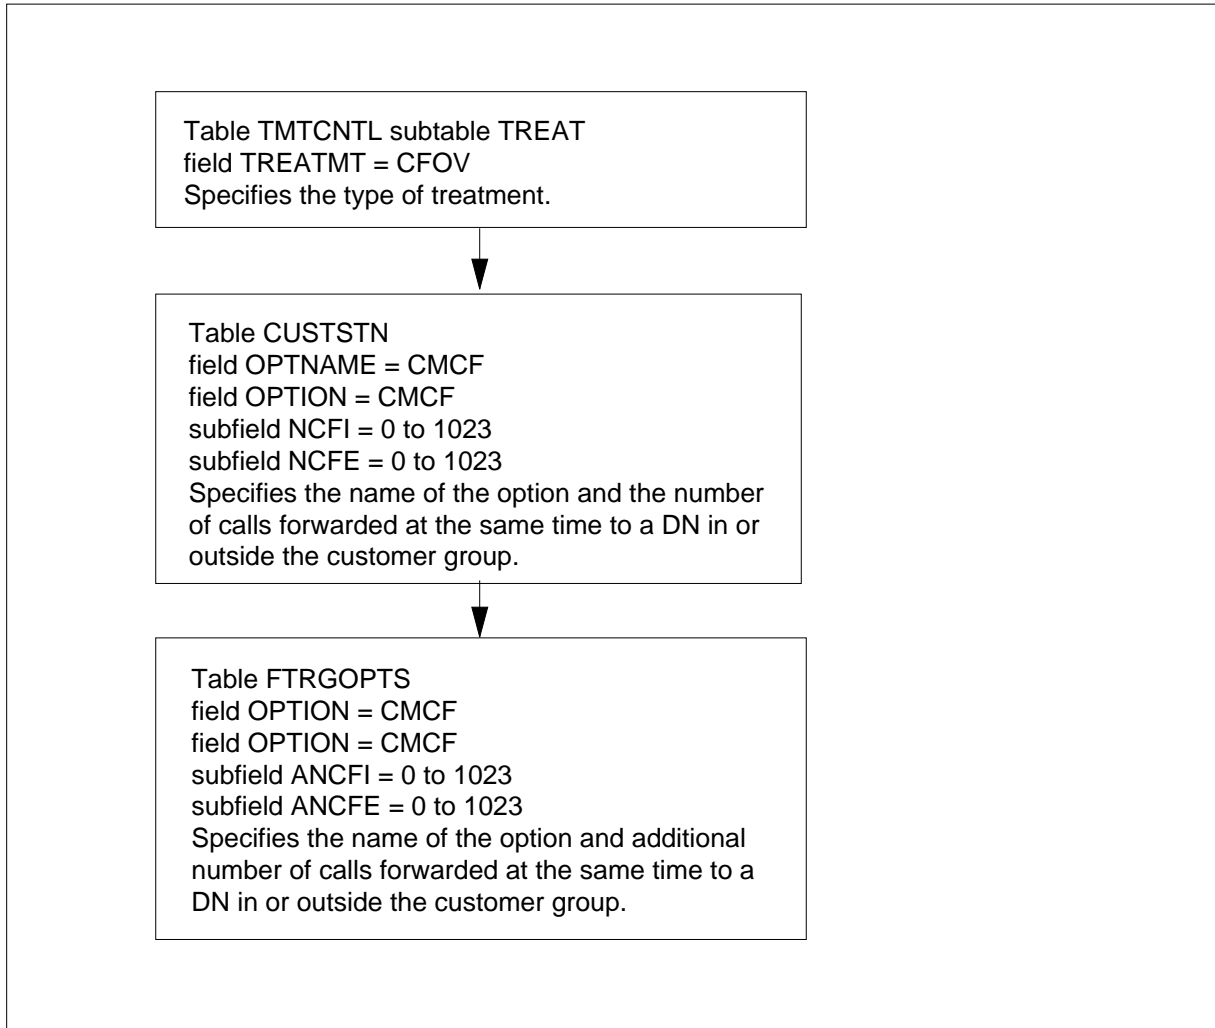 Table TMTCNTL subtable TREAT
field TREATMT = CFOV
Specifies the type of treatment.
Table CUSTSTN
field OPTNAME = CMCF
field OPTION = CMCF
subfield NCFI = 0 to 1023
subfield NCFE = 0 to 1023
Specifies the name of the option and the number
of calls forwarded at the same time to a DN in or
outside the customer group.
Table FTRGOPTS
field OPTION = CMCF
field OPTION = CMCF
subfield ANCFI = 0 to 1023
subfield ANCFE = 0 to 1023
Specifies the name of the option and additional
number of calls forwarded at the same time to a
DN in or outside the customer group.